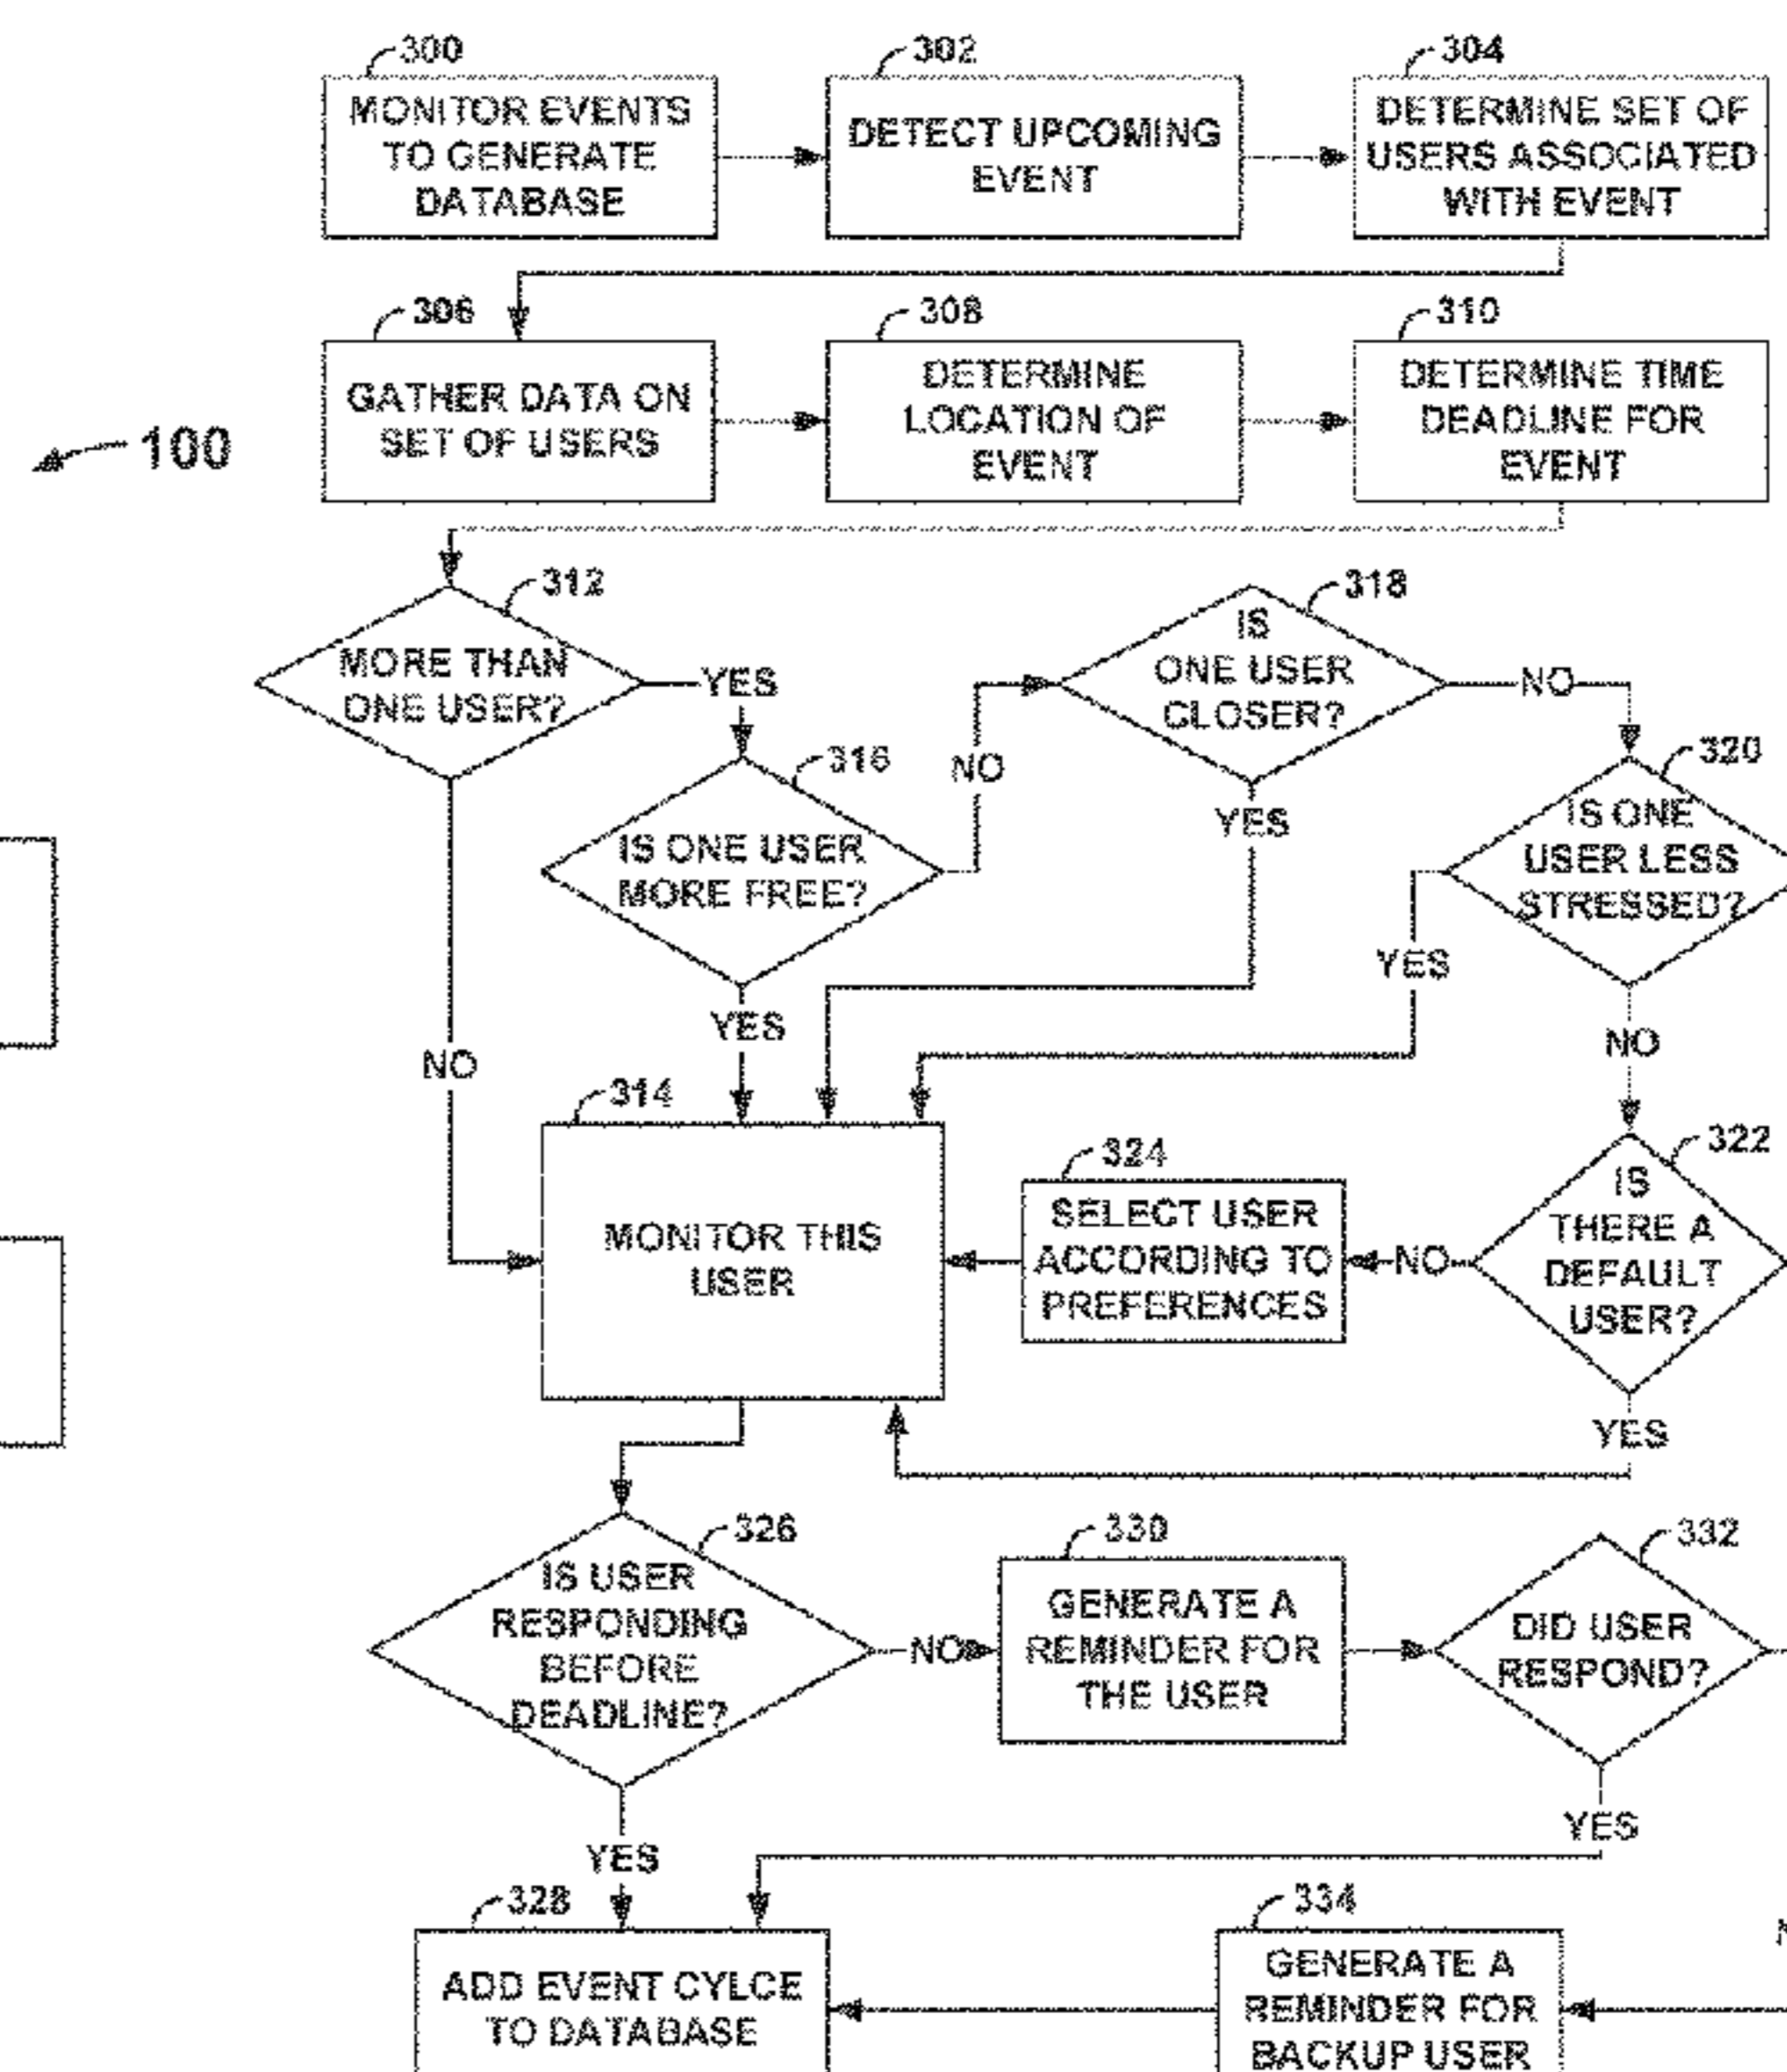 300
MONITOR EVENTS
TO GENERATE
DATABASE
302
DETECT UPCOMING
EVENT
304
DETERMINE SET OF
USERS ASSOCIATED
WITH EVENT
306
GATHER DATA ON
SET OF USERS
308
DETERMINE
LOCATION OF
EVENT
310
DETERMINE TIME
DEADLINE FOR
EVENT
100
312
MORE THAN
ONE USER?
YES
NO
316
IS ONE USER
MORE FREE?
NO
YES
318
IS
ONE USER
CLOSER?
NO
YES
320
IS ONE
USER LESS
STRESSED?
YES
NO
314
MONITOR THIS
USER
324
SELECT USER
ACCORDING TO
PREFERENCES
NO
322
IS
THERE A
DEFAULT
USER?
YES
326
IS USER
RESPONDING
BEFORE
DEADLINE?
NO
YES
330
GENERATE A
REMINDER FOR
THE USER
332
DID USER
RESPOND?
YES
328
ADD EVENT CYLCE
TO DATABASE
334
GENERATE A
REMINDER FOR
BACKUP USER